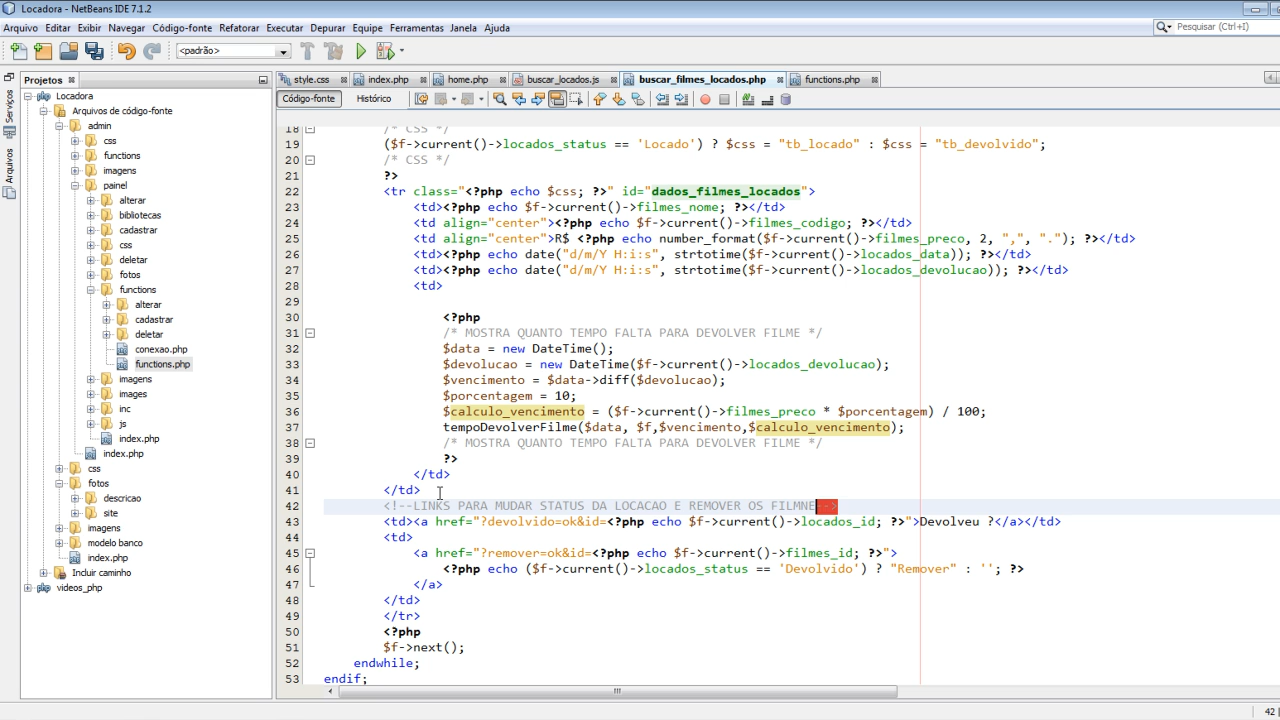 Locadora - NetBeans IDE 7.1.2
Arquivo Editar Exibir Navegar Código-fonte Refatorar Executar Depurar Equipe Ferramentas Janela Ajuda
Pesquisar (Ctrl+I)
<padrão>
Projetos
style.css index.php home.php buscar_locados.js buscar_filmes_locados.php functions.php
Código-fonte Histórico
Serviços
Arquivos
Locadora
Arquivos de código-fonte
admin
css
functions
imagens
painel
alterar
bibliotecas
cadastrar
css
deletar
fotos
functions
alterar
cadastrar
deletar
conexao.php
functions.php
imagens
images
inc
js
index.php
index.php
css
fotos
descricao
site
imagens
modelo banco
index.php
Incluir caminho
videos_php
18 /* CSS */
19 ($f->current()->locados_status == 'Locado') ? $css = "tb_locado" : $css = "tb_devolvido";
20 /* CSS */
21 ?>
22 <tr class="<?php echo $css; ?>" id="dados_filmes_locados">
23 <td><?php echo $f->current()->filmes_nome; ?></td>
24 <td align="center"><?php echo $f->current()->filmes_codigo; ?></td>
25 <td align="center">R$ <?php echo number_format($f->current()->filmes_preco, 2, ",", "."); ?></td>
26 <td><?php echo date("d/m/Y H:i:s", strtotime($f->current()->locados_data)); ?></td>
27 <td><?php echo date("d/m/Y H:i:s", strtotime($f->current()->locados_devolucao)); ?></td>
28 <td>
29
30 <?php
31 /* MOSTRA QUANTO TEMPO FALTA PARA DEVOLVER FILME */
32 $data = new DateTime();
33 $devolucao = new DateTime($f->current()->locados_devolucao);
34 $vencimento = $data->diff($devolucao);
35 $porcentagem = 10;
36 $calculo_vencimento = ($f->current()->filmes_preco * $porcentagem) / 100;
37 tempoDevolverFilme($data, $f,$vencimento,$calculo_vencimento);
38 /* MOSTRA QUANTO TEMPO FALTA PARA DEVOLVER FILME */
39 ?>
40 </td>
41 </td>
42 <!--LINKS PARA MUDAR STATUS DA LOCACAO E REMOVER OS FILMNE-->
43 <td><a href="?devolvido=ok&id=<?php echo $f->current()->locados_id; ?>">Devolveu ?</a></td>
44 <td>
45 <a href="?remover=ok&id=<?php echo $f->current()->filmes_id; ?>">
46 <?php echo ($f->current()->locados_status == 'Devolvido') ? "Remover" : ''; ?>
47 </a>
48 </td>
49 </tr>
50 <?php
51 $f->next();
52 endwhile;
53 endif;
42